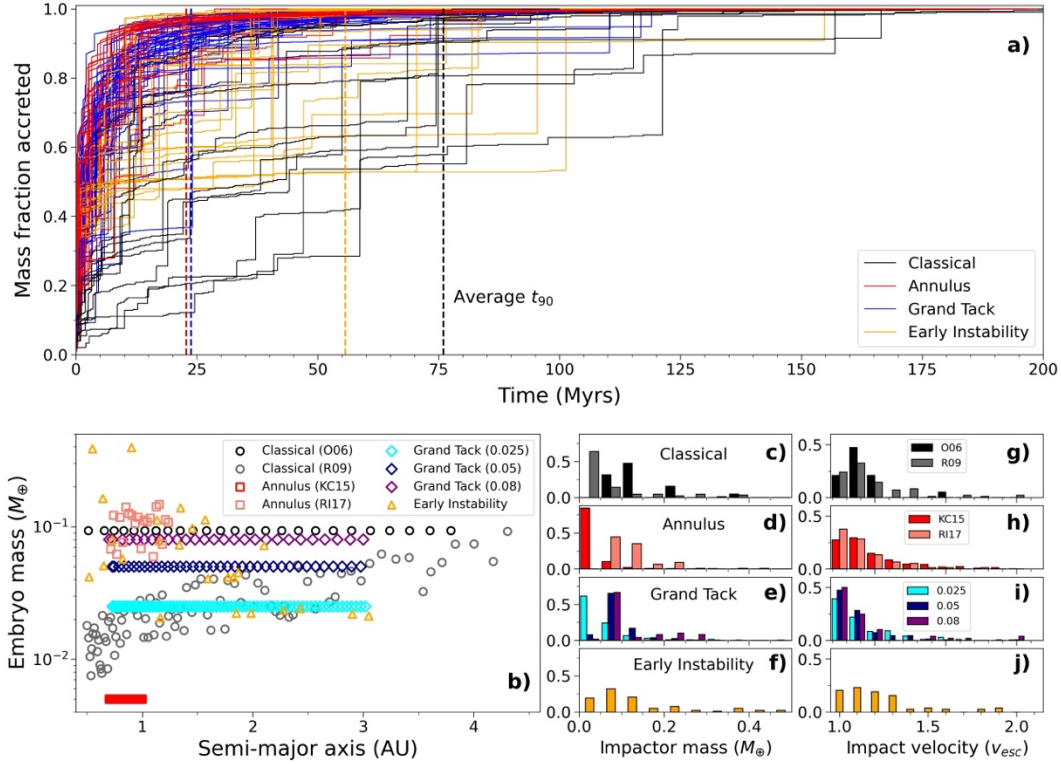 a)
1.0
0.8
0.6
0.4
0.2
0.0
Mass fraction accreted
Average t90
Classical
Annulus
Grand Tack
Early Instability
0 25 50 75 100 125 150 175 200
Time (Myrs)
Classical (O06)
Classical (R09)
Annulus (KC15)
Annulus (RI17)
Grand Tack (0.025)
Grand Tack (0.05)
Grand Tack (0.08)
Early Instability
10−1
10−2
Embryo mass (M⊕)
b)
1 2 3 4
Semi-major axis (AU)
0.5
0.0
Classical
c)
0.5
0.0
Annulus
d)
0.5
0.0
Grand Tack
e)
0.5
0.0
Early Instability
f)
0.0 0.2 0.4
Impactor mass (M⊕)
0.5
0.0
O06
R09
g)
0.5
0.0
KC15
RI17
h)
0.5
0.0
0.025
0.05
0.08
i)
0.5
0.0
j)
1.0 1.5 2.0
Impact velocity (vesc)